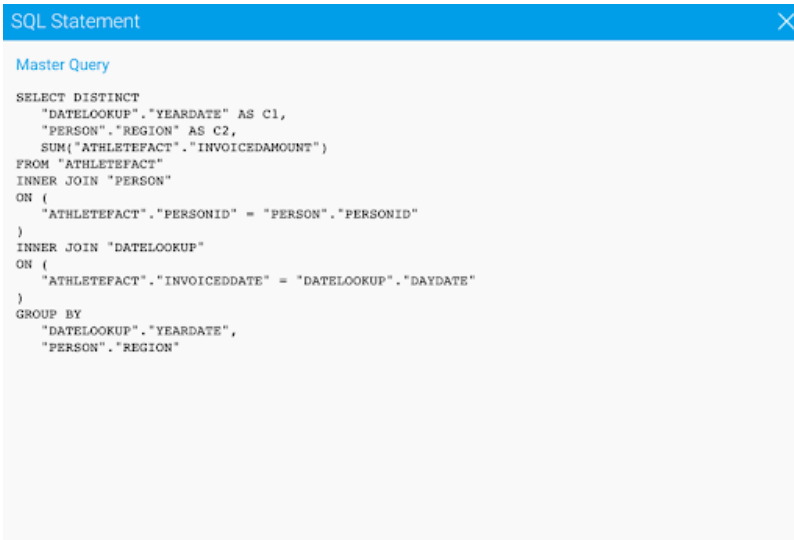 SQL Statement
Master Query
SELECT DISTINCT
"DATELOOKUP"."YEARDATE" AS C1,
"PERSON"."REGION" AS C2,
SUM("ATHLETEFACT"."INVOICEDAMOUNT")
FROM "ATHLETEFACT"
INNER JOIN "PERSON"
ON (
"ATHLETEFACT"."PERSONID" = "PERSON"."PERSONID"
)
INNER JOIN "DATELOOKUP"
ON (
"ATHLETEFACT"."INVOICEDDATE" = "DATELOOKUP"."DAYDATE"
)
GROUP BY
"DATELOOKUP"."YEARDATE",
"PERSON"."REGION"